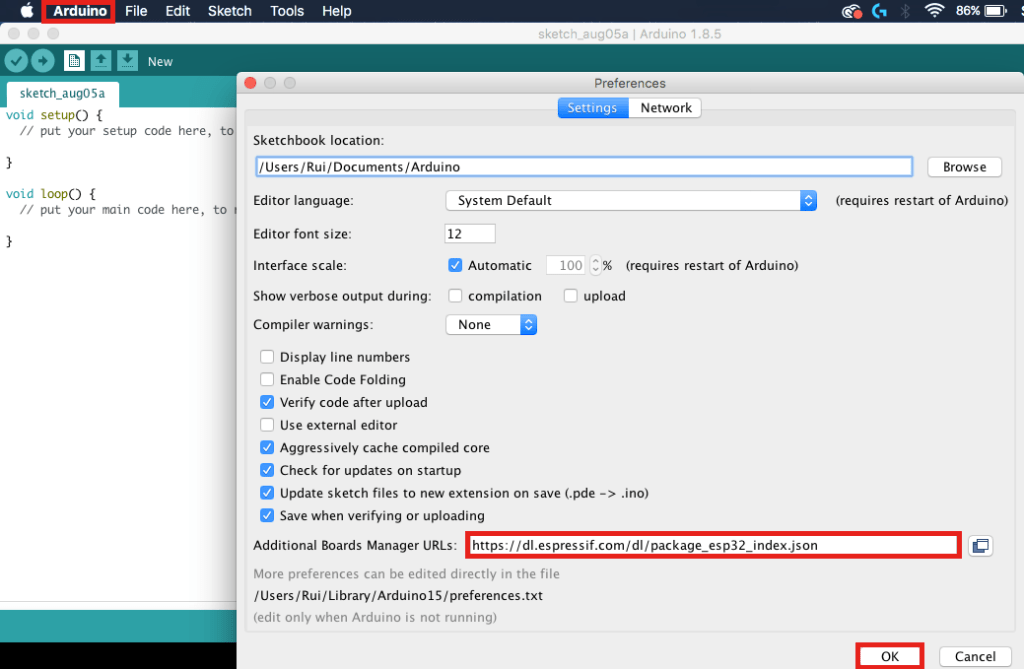 Arduino File Edit Sketch Tools Help 86%
sketch_aug05a | Arduino 1.8.5
New
sketch_aug05a
void setup() {
// put your setup code here, to
}
void loop() {
// put your main code here, to
}
Preferences
Settings Network
Sketchbook location:
/Users/Rui/Documents/Arduino Browse
Editor language: System Default (requires restart of Arduino)
Editor font size: 12
Interface scale: Automatic 100 % (requires restart of Arduino)
Show verbose output during: compilation upload
Compiler warnings: None
Display line numbers
Enable Code Folding
Verify code after upload
Use external editor
Aggressively cache compiled core
Check for updates on startup
Update sketch files to new extension on save (.pde -> .ino)
Save when verifying or uploading
Additional Boards Manager URLs: https://dl.espressif.com/dl/package_esp32_index.json
More preferences can be edited directly in the file
/Users/Rui/Library/Arduino15/preferences.txt
(edit only when Arduino is not running)
OK Cancel